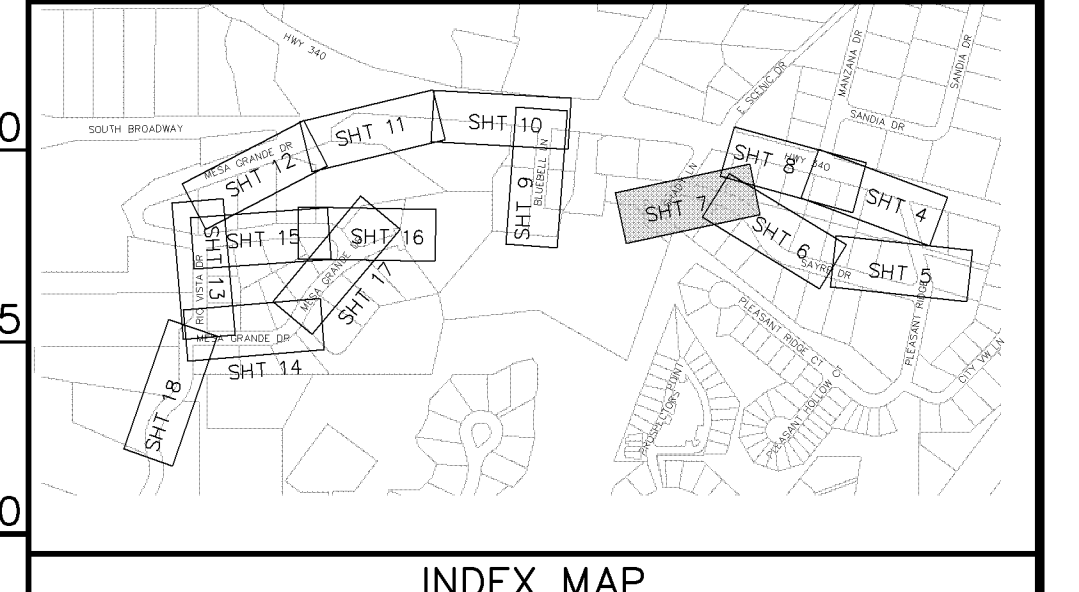 HWY 340
MANZANA DR
SANDIA DR
E SCENIC DR
SANDIA DR
SOUTH BROADWAY
SHT 11
SHT 10
0
MESA GRANDE DR
SHT 12
BLUEBELL LN
SHT 8
HWY 340
SHT 9
SHT 7
SHT 4
SHT 15
SHT 16
SHT 6
SHT 13
RIO VISTA DR
MESA GRANDE
SHT 17
SAYRE DR
SHT 5
5
MESA GRANDE DR
SHT 14
PLEASANT RIDGE CT
PLEASANT RIDGE
CITY VW LN
SHT 18
PROSPECTORS POINT
PLEASANT HOLLOW CT
0
INDEX MAP